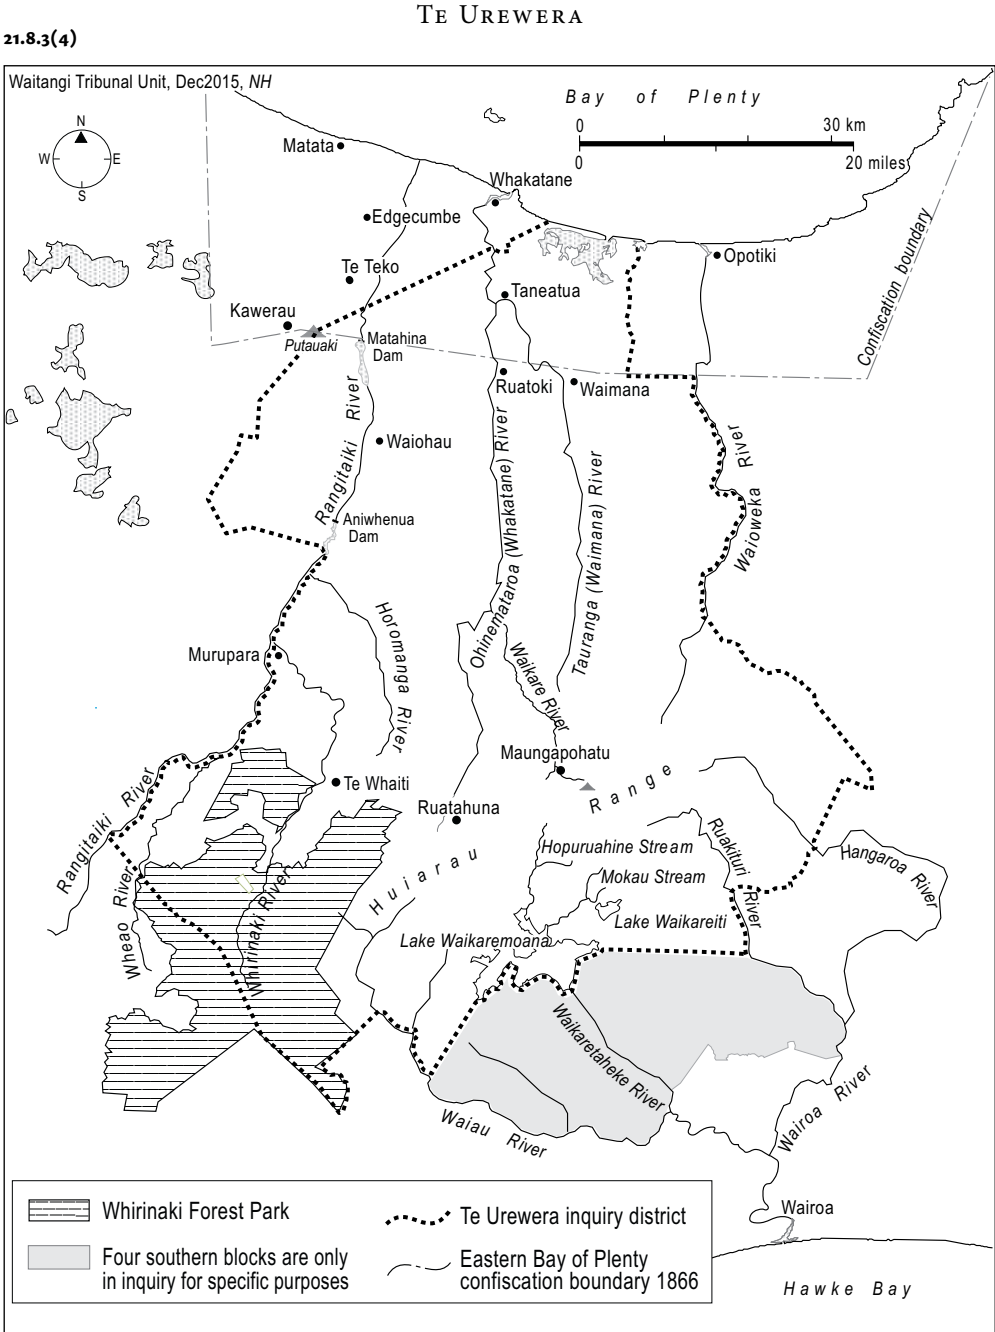 Te Urewera
21.8.3(4)
Waitangi Tribunal Unit, Dec2015, NH
Bay of Plenty
N
W E
S
0 30 km
0 20 miles
Matata
Whakatane
Edgecumbe
Opotiki
Confiscation boundary
Te Teko
Taneatua
Kawerau
Putauaki
Matahina
Dam
Ruatoki
Waimana
Rangitaiki River
Waiohau
Ohinemataroa (Whakatane) River
Tauranga (Waimana) River
Waioweka River
Aniwhenua
Dam
Horomanga River
Murupara
Waikare River
Maungapohatu
Te Whaiti
Ruatahuna
Huiarau Range
Rangitaiki River
Wheao River
Whirinaki River
Hopuruahine Stream
Mokau Stream
Ruakituri River
Hangaroa River
Lake Waikareiti
Lake Waikaremoana
Waikaretaheke River
Waiau River
Wairoa River
Wairoa
Hawke Bay
Whirinaki Forest Park
Te Urewera inquiry district
Four southern blocks are only
in inquiry for specific purposes
Eastern Bay of Plenty
confiscation boundary 1866